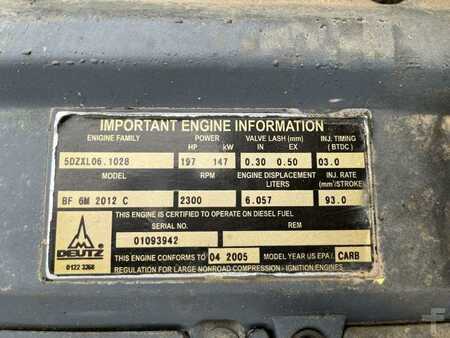 IMPORTANT ENGINE INFORMATION
ENIGINE FAMILY POWER VALVE LASH (mm) INJ. TIMING
HP kW IN EX (BTDC)
5DZXL06.1028 197 147 0.30 0.50 03.0
MODEL RPM ENGINE DISPLACEMENT INJ. RATE
LITERS (mm³/STROKE)
BF 6M 2012 C 2300 6.057 93.0
THIS ENGINE IS CERTIFIED TO OPERATE ON DIESEL FUEL
SERIAL NO. REM
01093942
THIS ENGINE CONFORMS TO 04 2005 MODEL YEAR US EPA / CARB
REGULATION FOR LARGE NONROAD COMPRESSION - IGNITION ENGINES
DEUTZ
0122 3368